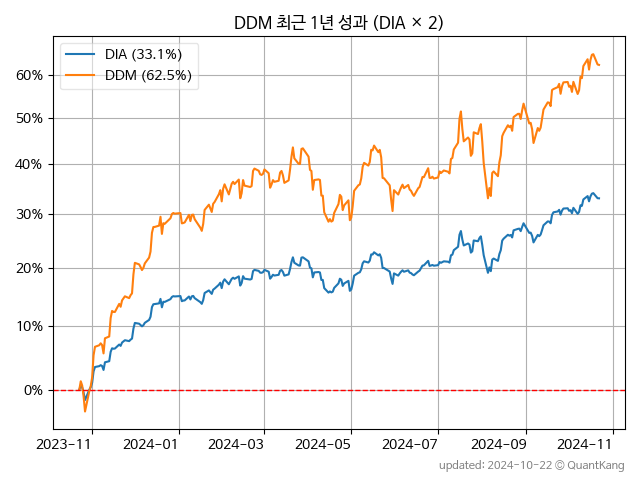 DDM 최근 1년 성과 (DIA × 2)
DIA (33.1%)
DDM (62.5%)
60%
50%
40%
30%
20%
10%
0%
2023-11 2024-01 2024-03 2024-05 2024-07 2024-09 2024-11
updated: 2024-10-22 © QuantKang